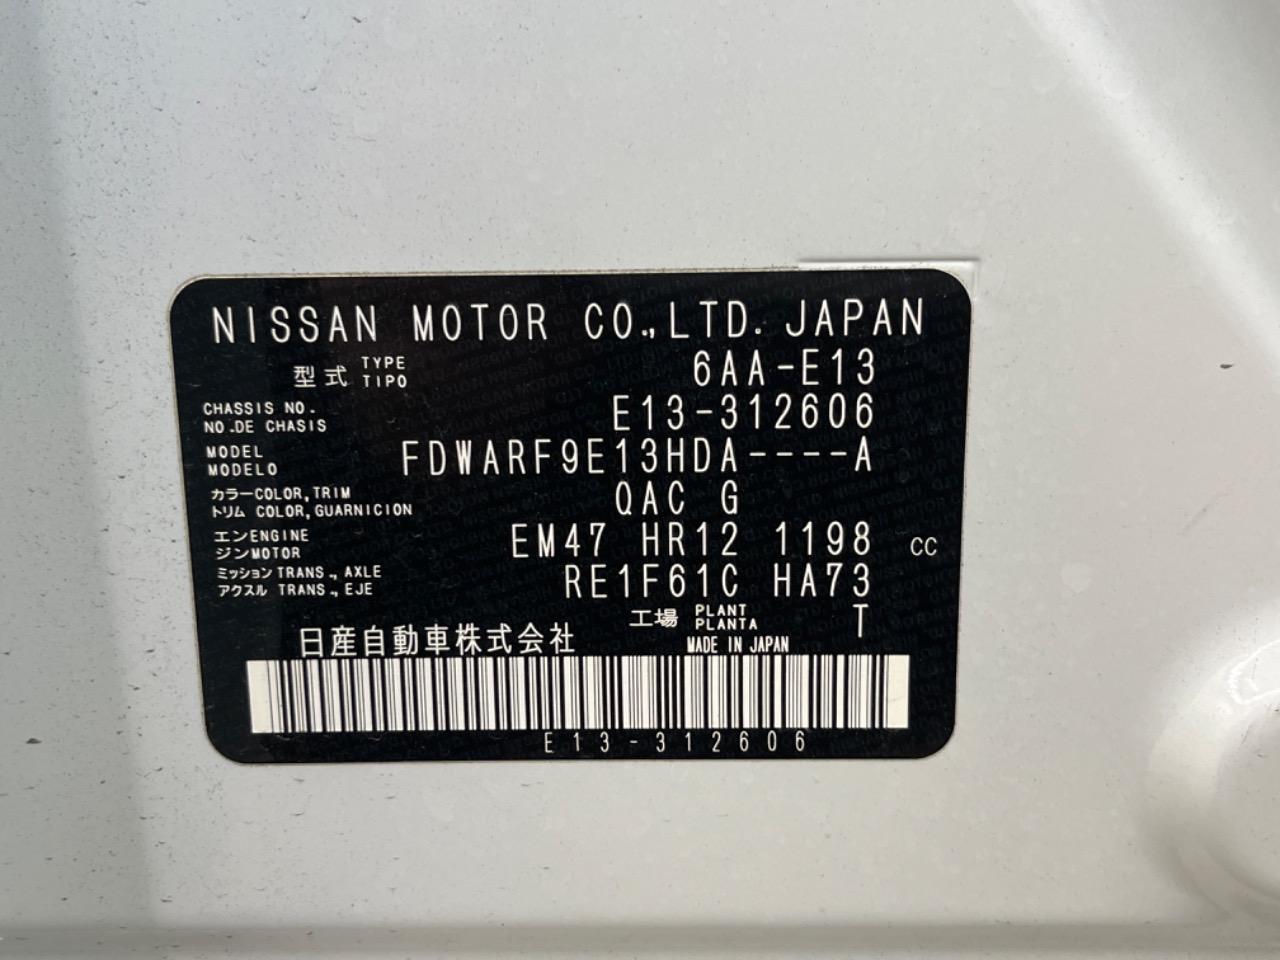 NISSAN MOTOR CO.,LTD. JAPAN
型式 TYPE TIPO 6AA-E13
CHASSIS NO. NO.DE CHASIS E13-312606
MODEL MODELO FDWARF9E13HDA----A
カラー COLOR, TRIM トリム COLOR, GUARNICION QAC G
エンジン ENGINE MOTOR EM47 HR12 1198 CC
ミッション TRANS., AXLE アクスル TRANS., EJE RE1F61C HA73
工場 PLANT PLANTA T
日産自動車株式会社 MADE IN JAPAN
E13-312606